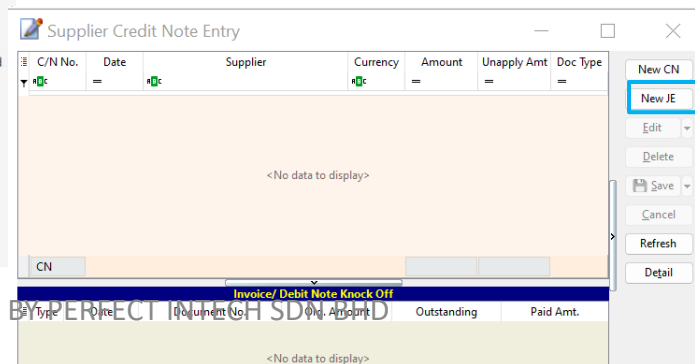 Supplier Credit Note Entry
C/N No. Date Supplier Currency Amount Unapply Amt Doc Type
New CN
New JE
Edit
Delete
<No data to display>
Save
Cancel
Refresh
CN
Detail
Invoice/ Debit Note Knock Off
Type Date Document No. Org. Amount Outstanding Paid Amt.
BY PERFECT INTECH SDN BHD
<No data to display>